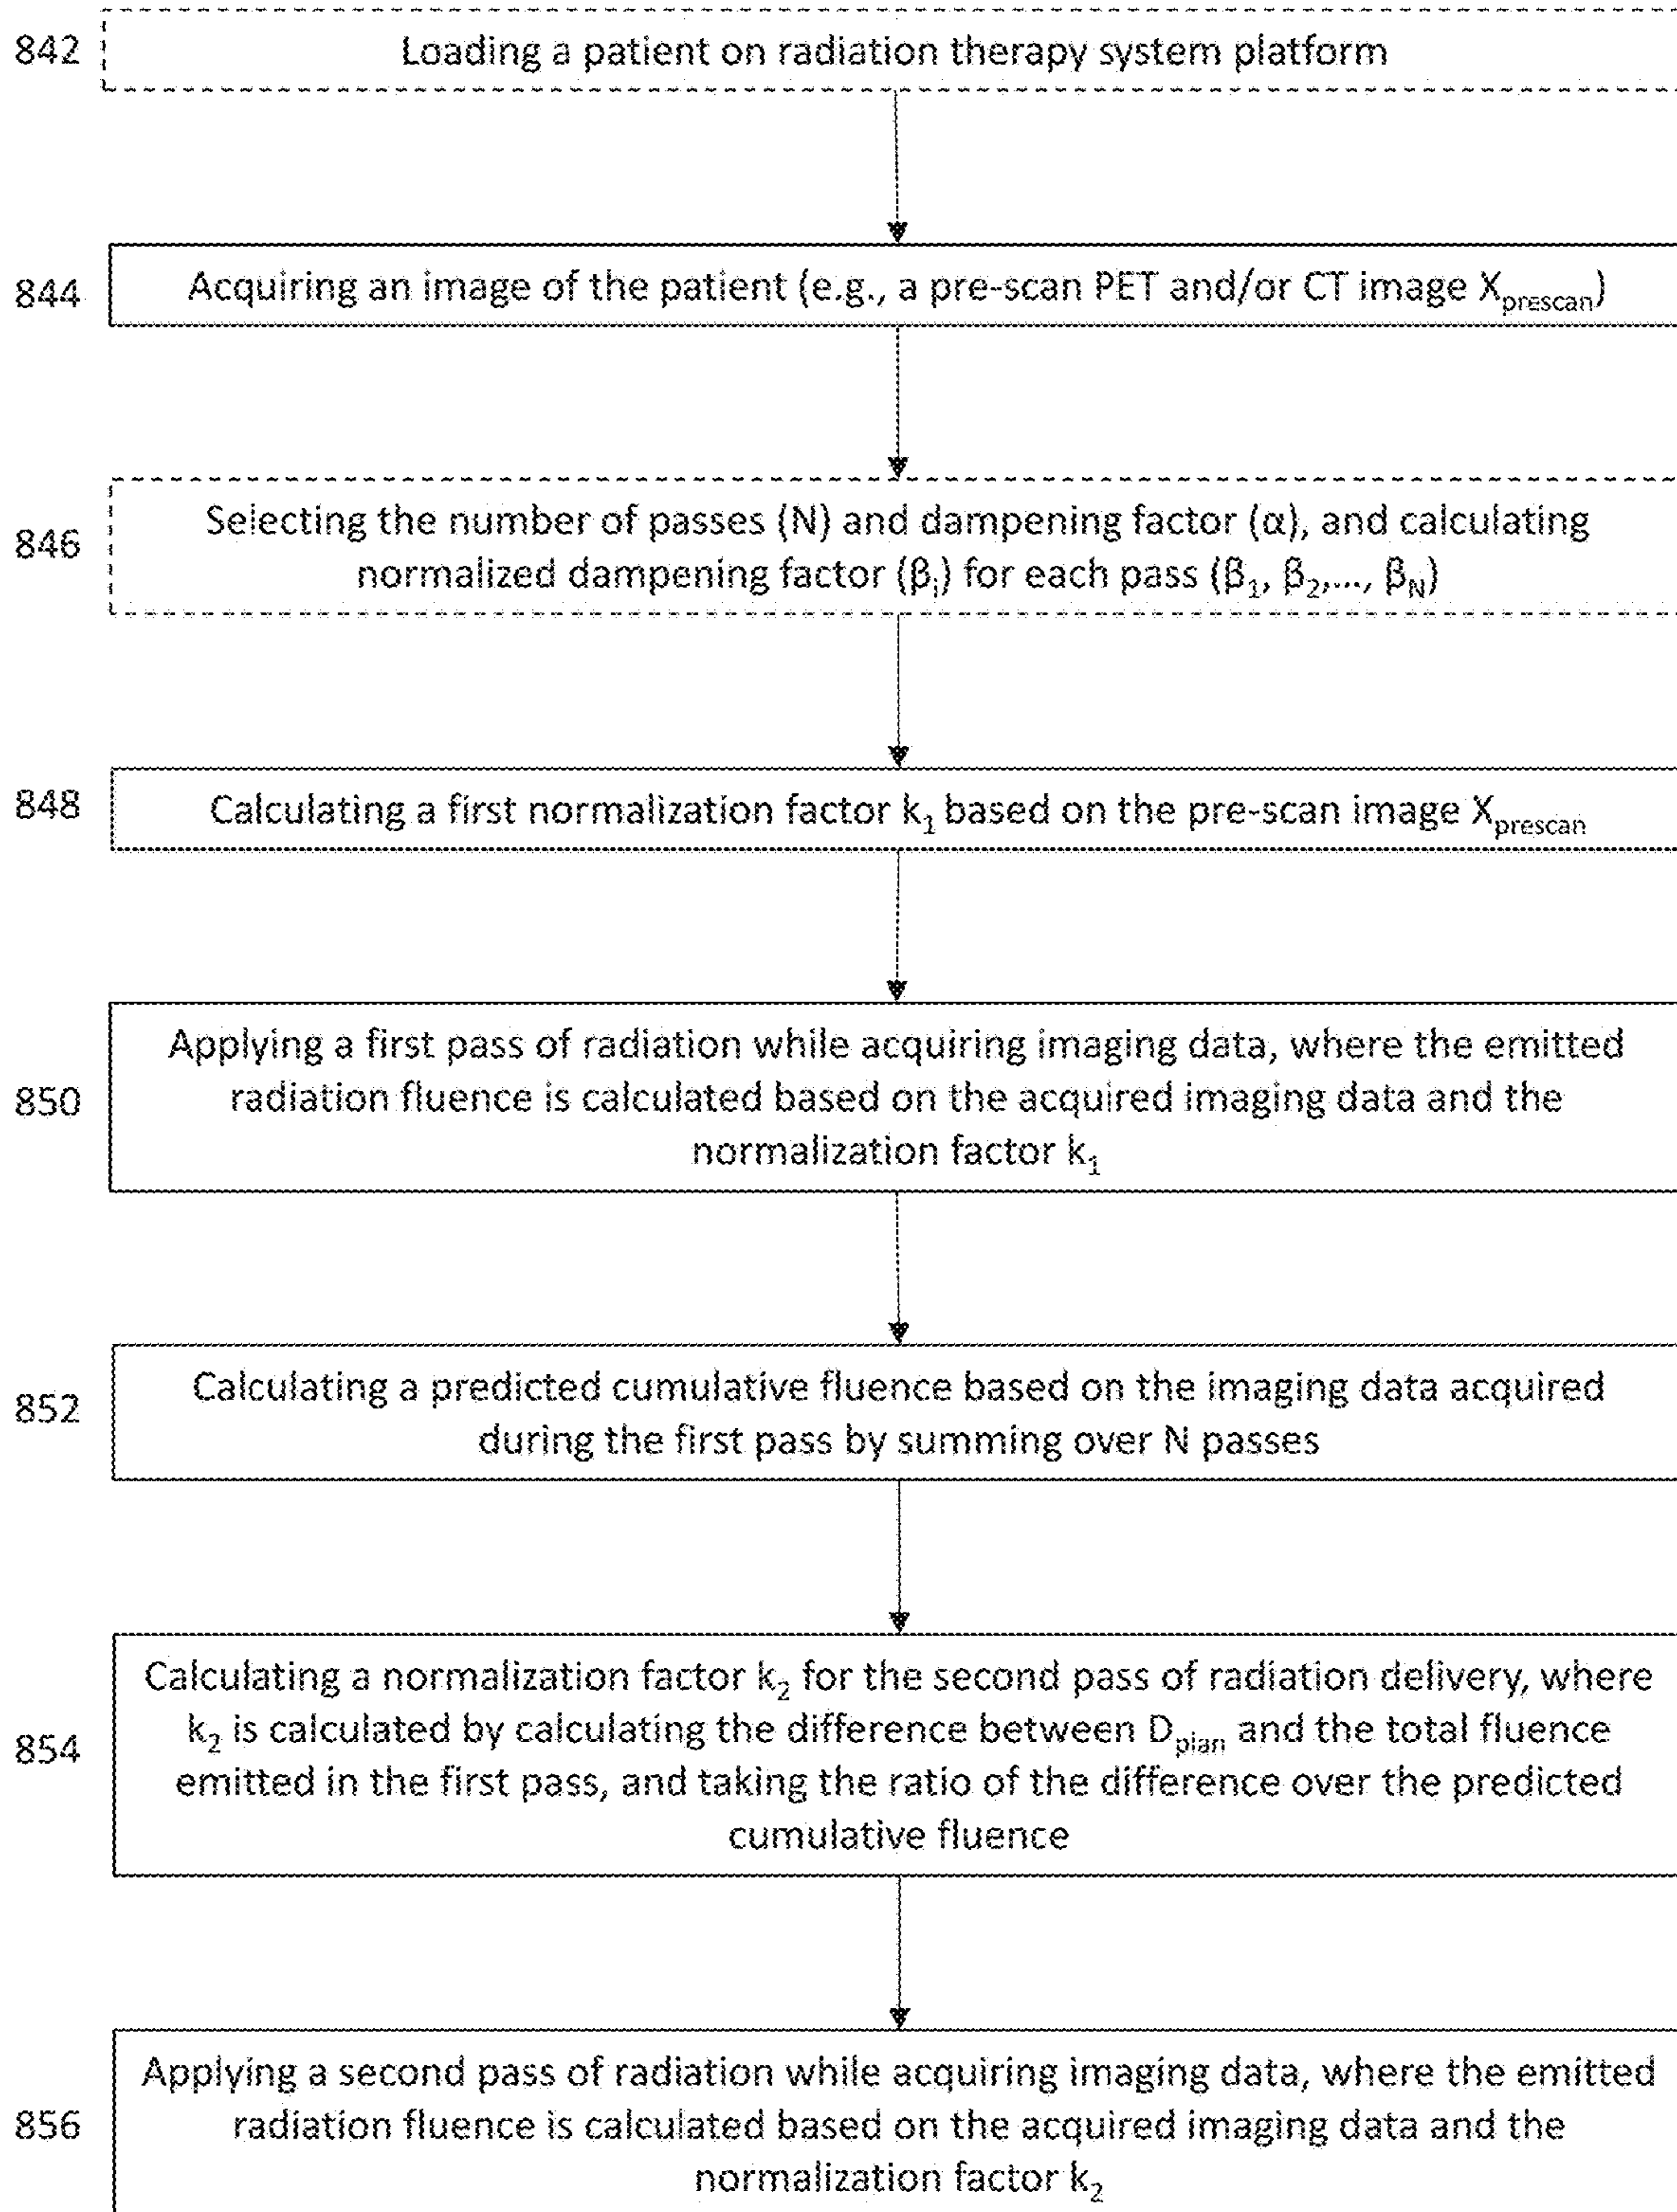 842 Loading a patient on radiation therapy system platform
844 Acquiring an image of the patient (e.g., a pre-scan PET and/or CT image Xprescan)
Selecting the number of passes (N) and dampening factor (α), and calculating
846 normalized dampening factor (βi) for each pass (β1, β2,..., βN)
848 Calculating a first normalization factor k1 based on the pre-scan image Xprescan
Applying a first pass of radiation while acquiring imaging data, where the emitted
850 radiation fluence is calculated based on the acquired imaging data and the
normalization factor k1
852 Calculating a predicted cumulative fluence based on the imaging data acquired
during the first pass by summing over N passes
Calculating a normalization factor k2 for the second pass of radiation delivery, where
854 k2 is calculated by calculating the difference between Dplan and the total fluence
emitted in the first pass, and taking the ratio of the difference over the predicted
cumulative fluence
Applying a second pass of radiation while acquiring imaging data, where the emitted
856 radiation fluence is calculated based on the acquired imaging data and the
normalization factor k2